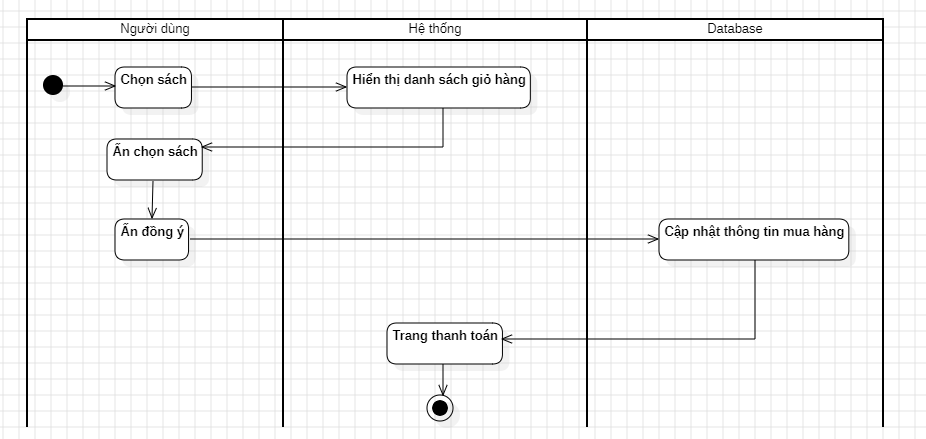 Người dùng
Hệ thống
Database
Chọn sách
Hiển thị danh sách giỏ hàng
Ấn chọn sách
Ấn đồng ý
Cập nhật thông tin mua hàng
Trang thanh toán